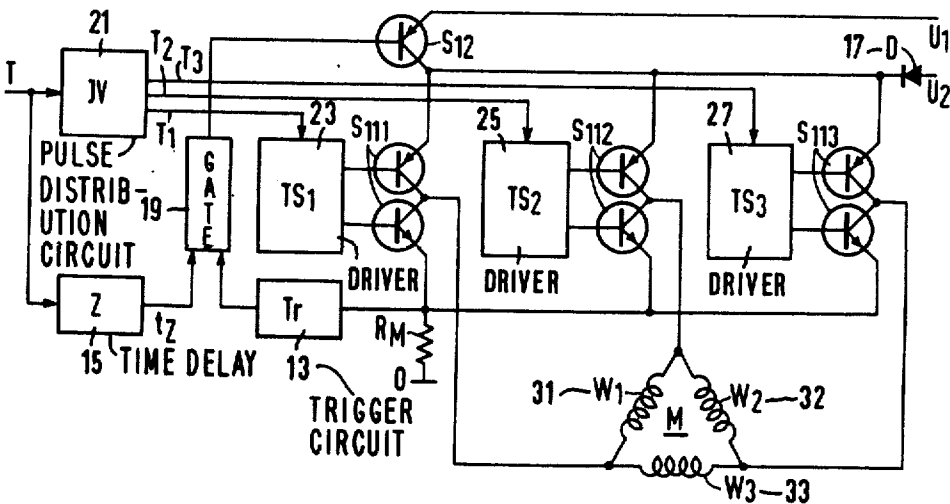 21
T
JV
T2
T3
T1
S12
U1
17-D
U2
PULSE
DISTRIB-
UTION
CIRCUIT
19
GATE
23
TS1
DRIVER
S111
25
TS2
DRIVER
S112
27
TS3
DRIVER
S113
Z
tZ
15
TIME DELAY
Tr
13
TRIGGER
CIRCUIT
RM
0
31
W1
M
W2
32
W3
33